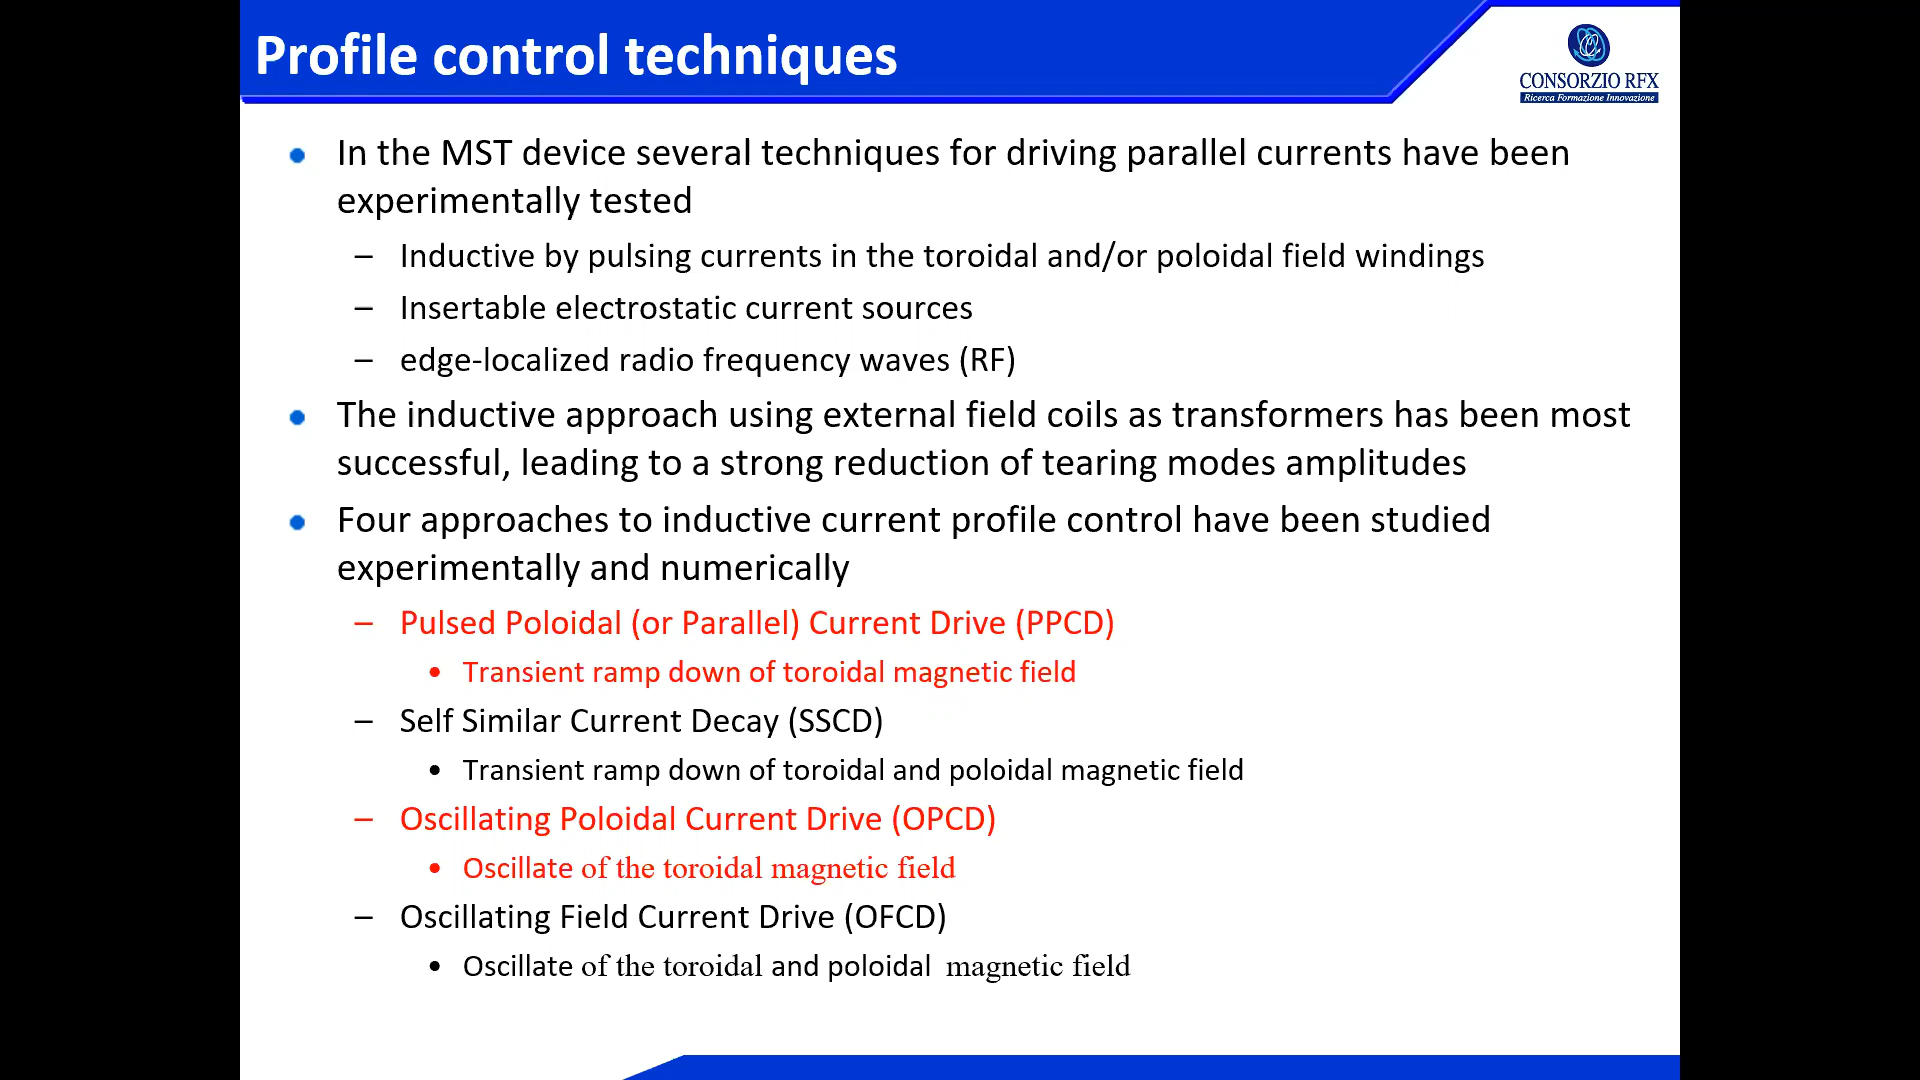 Profile control techniques
CONSORZIO RFX
Ricerca Formazione Innovazione
• In the MST device several techniques for driving parallel currents have been
experimentally tested
– Inductive by pulsing currents in the toroidal and/or poloidal field windings
– Insertable electrostatic current sources
– edge-localized radio frequency waves (RF)
• The inductive approach using external field coils as transformers has been most
successful, leading to a strong reduction of tearing modes amplitudes
• Four approaches to inductive current profile control have been studied
experimentally and numerically
– Pulsed Poloidal (or Parallel) Current Drive (PPCD)
• Transient ramp down of toroidal magnetic field
– Self Similar Current Decay (SSCD)
• Transient ramp down of toroidal and poloidal magnetic field
– Oscillating Poloidal Current Drive (OPCD)
• Oscillate of the toroidal magnetic field
– Oscillating Field Current Drive (OFCD)
• Oscillate of the toroidal and poloidal magnetic field